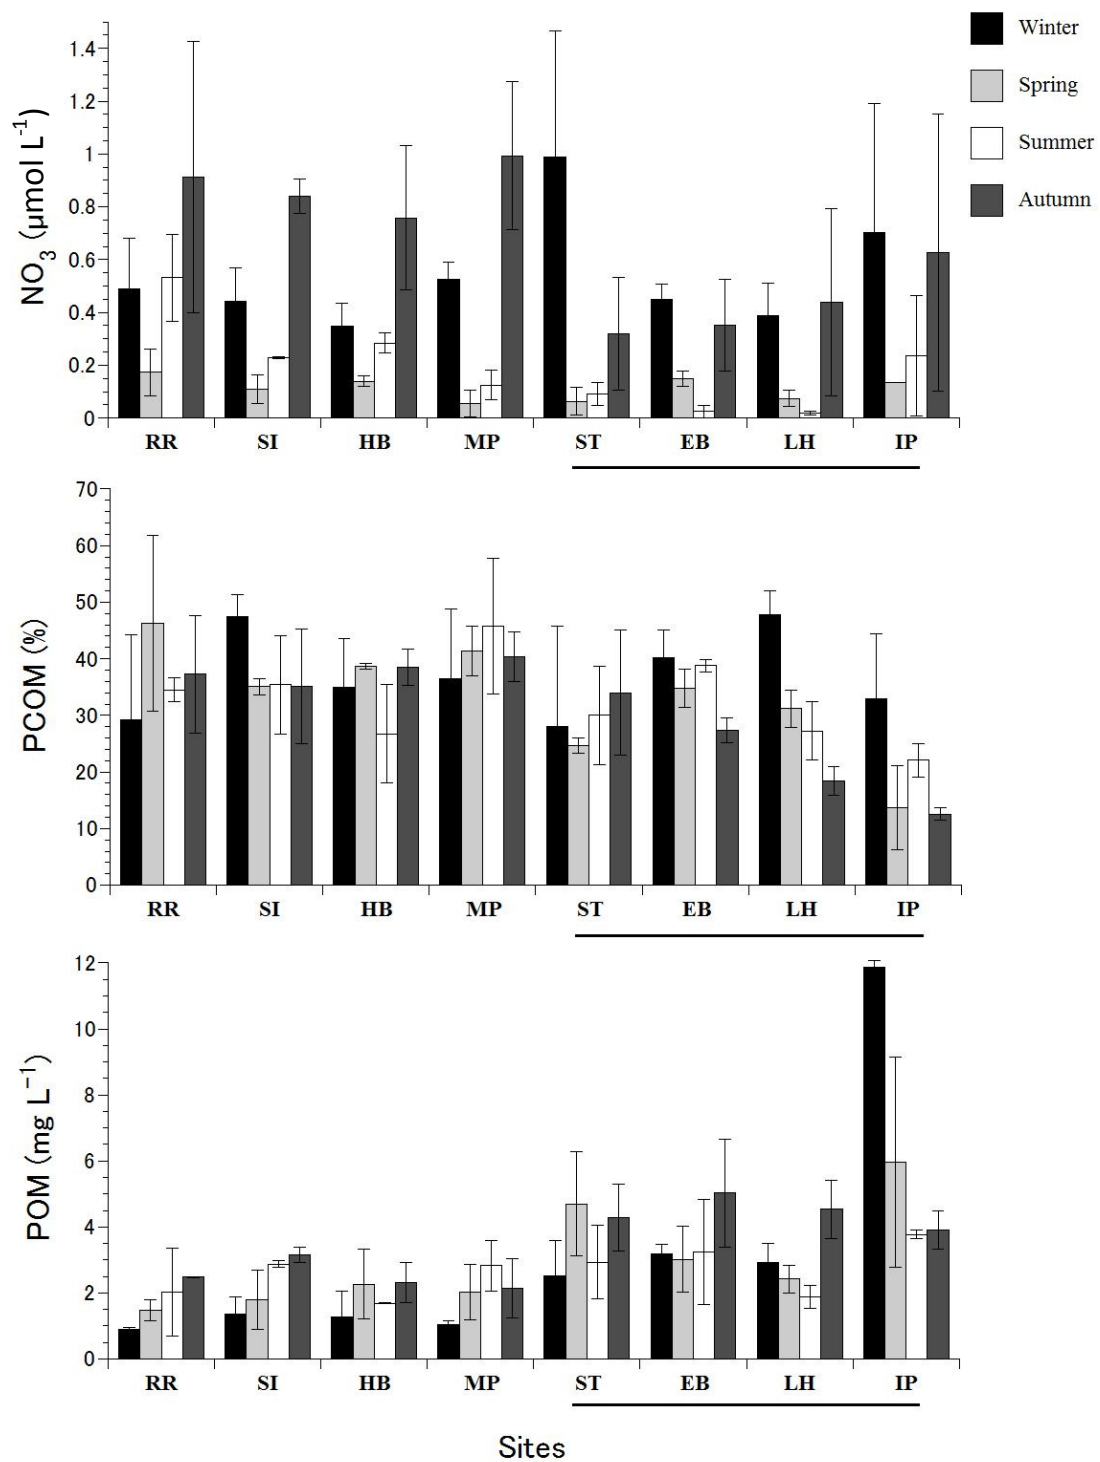 Winter
Spring
Summer
Autumn
NO3 (µmol L-1)
1.4
1.2
1
0.8
0.6
0.4
0.2
0
RR SI HB MP ST EB LH IP
PCOM (%)
70
60
50
40
30
20
10
0
RR SI HB MP ST EB LH IP
POM (mg L−1)
12
10
8
6
4
2
0
RR SI HB MP ST EB LH IP
Sites